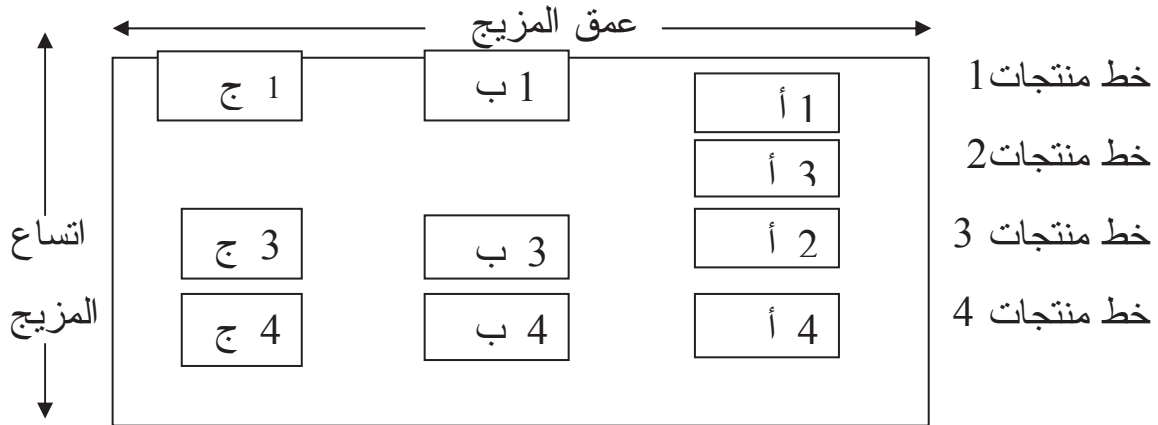 عمق المزيج
خط منتجات1
1 أ
1 ب
1 ج
خط منتجات2
3 أ
خط منتجات 3
2 أ
3 ب
3 ج
خط منتجات 4
4 أ
4 ب
4 ج
اتساع
المزيج